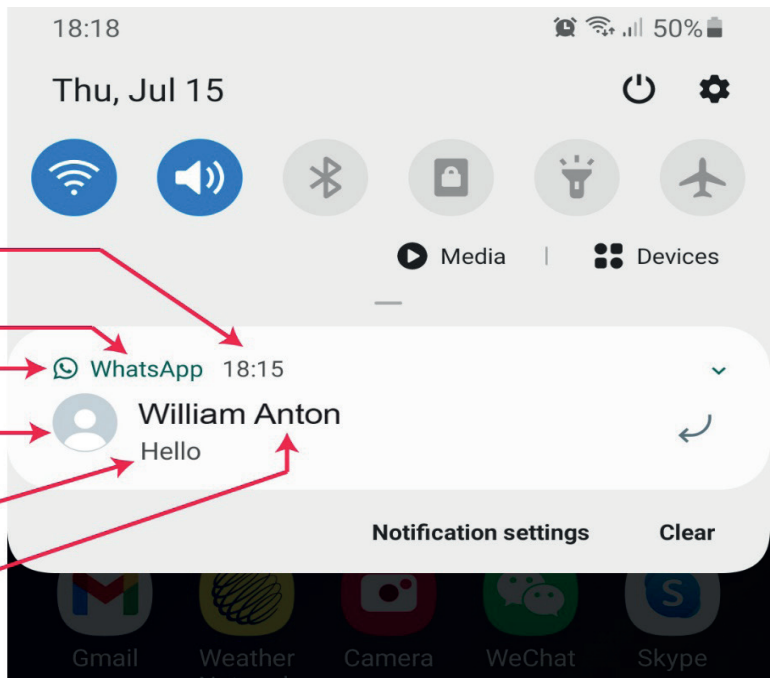 18:18 50%
Thu, Jul 15
Media | Devices
WhatsApp 18:15
William Anton
Hello
Notification settings Clear
Gmail Weather Camera WeChat Skype